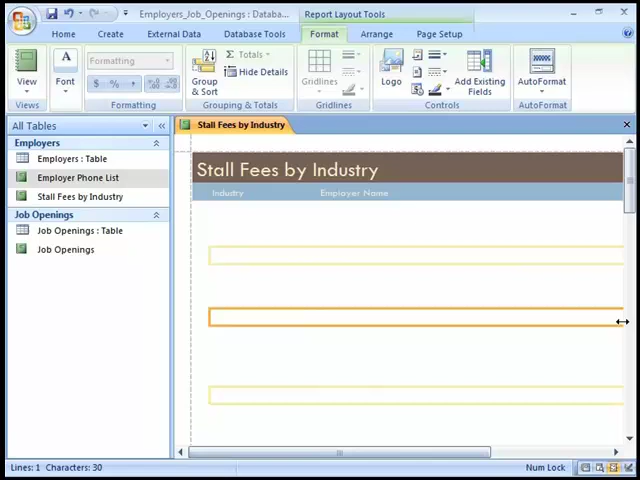 Employers_Job_Openings : Databa...
Report Layout Tools
Home
External Data
Database Tools
Format
Arrange
Page Setup
View
Views
Font
Formatting
$ % ,
Formatting
Group & Sort
Σ Totals
Hide Details
Grouping & Totals
Gridlines
Gridlines
Logo
Add Existing Fields
Controls
AutoFormat
AutoFormat
All Tables
Employers
Employers : Table
Employer Phone List
Stall Fees by Industry
Job Openings
Job Openings : Table
Job Openings
Stall Fees by Industry
Stall Fees by Industry
Industry
Employer Name
Lines: 1 Characters: 30
Num Lock